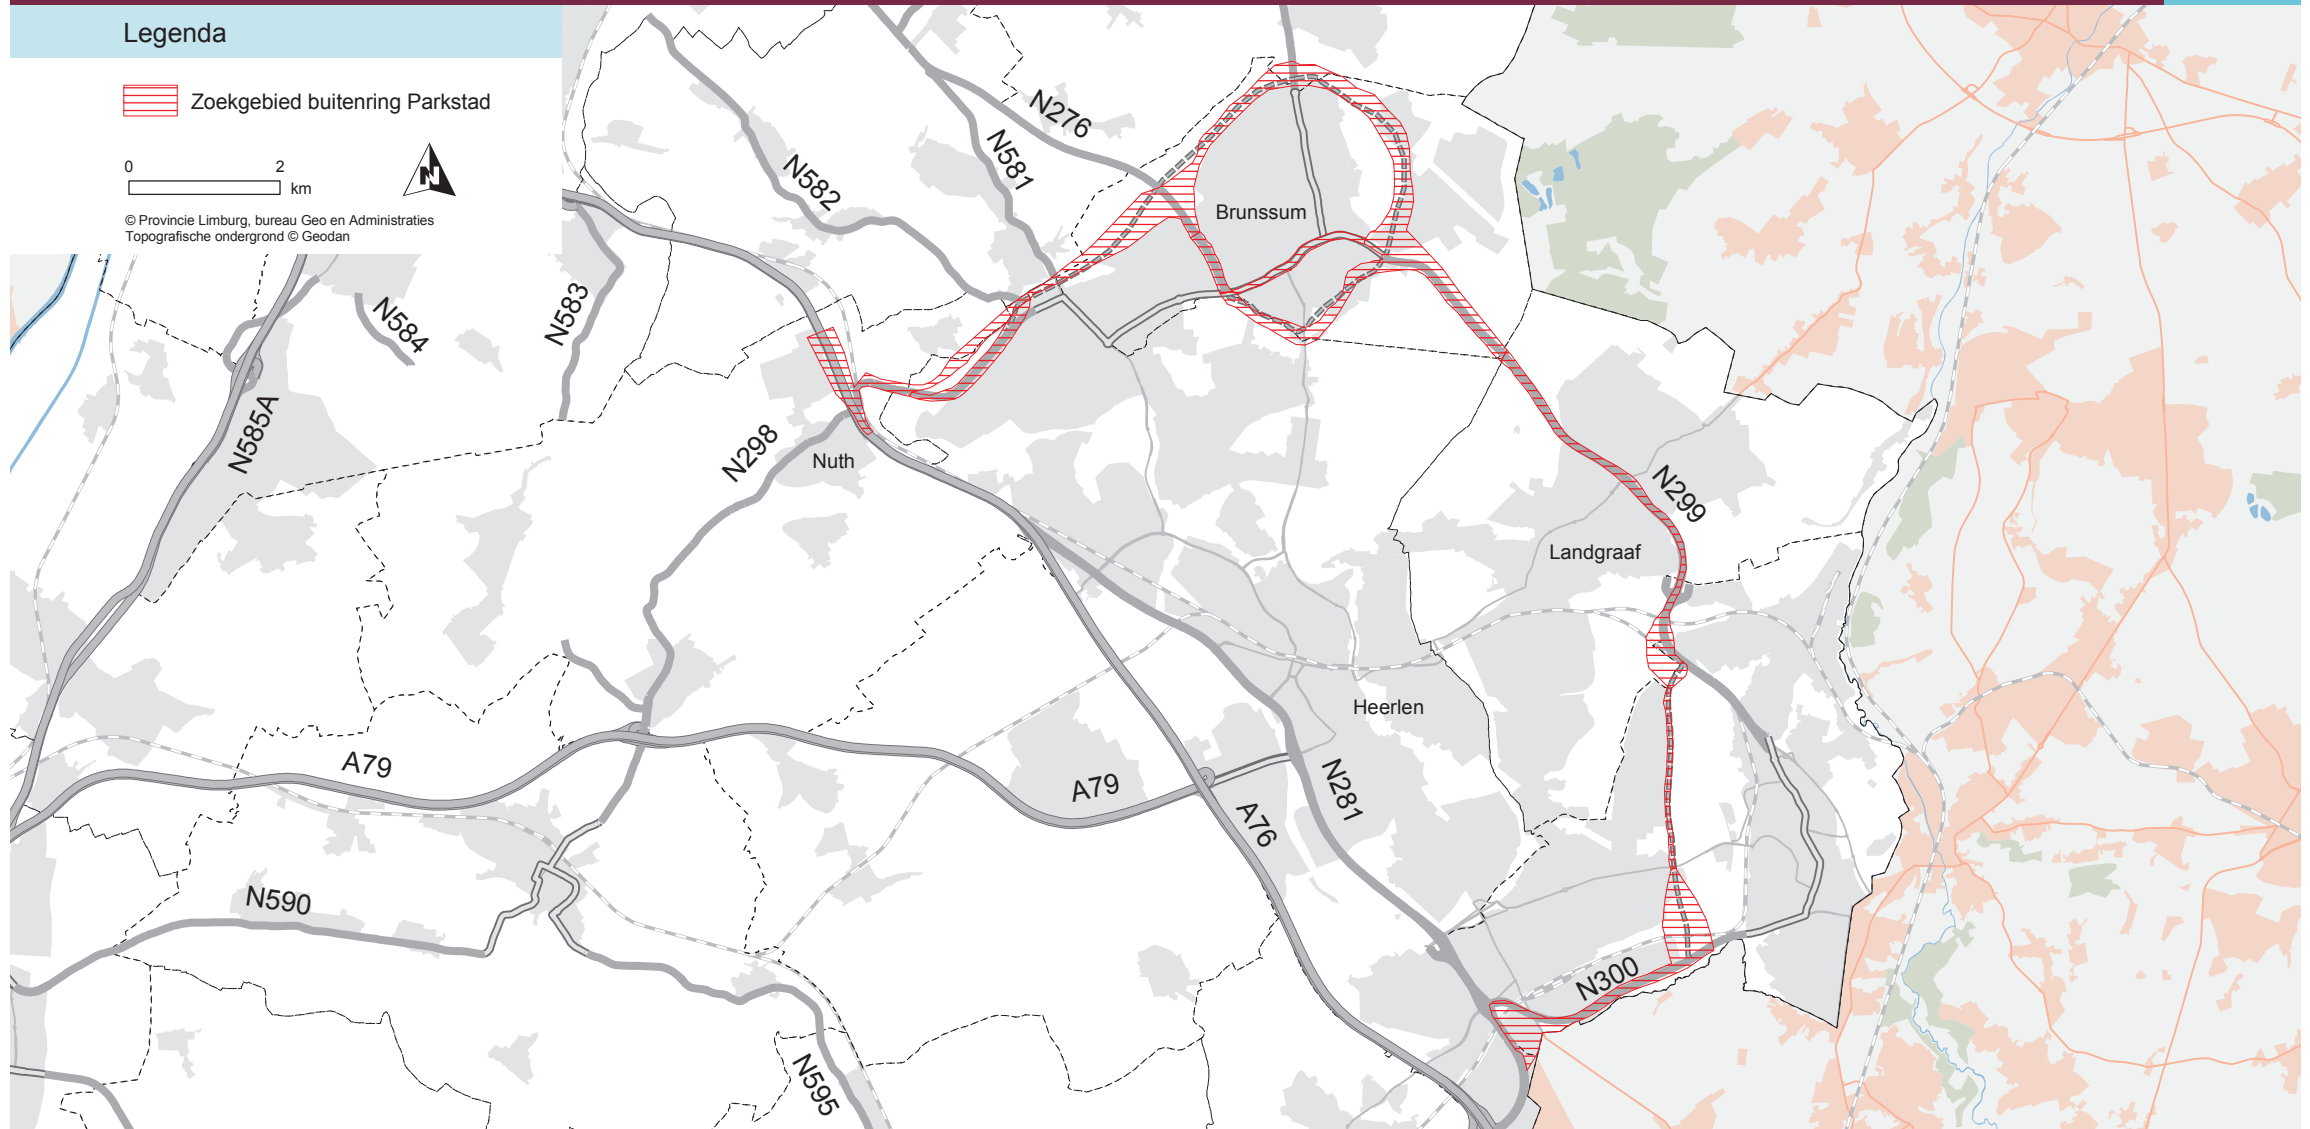 Legenda
Zoekgebied buitenring Parkstad
0 2
km
N
© Provincie Limburg, bureau Geo en Administraties
Topografische ondergrond © Geodan
N276
N581
N582
Brunssum
N583
N584
N585A
N298
Nuth
N299
Landgraaf
Heerlen
A79
A79
N281
A76
N590
N300
N595